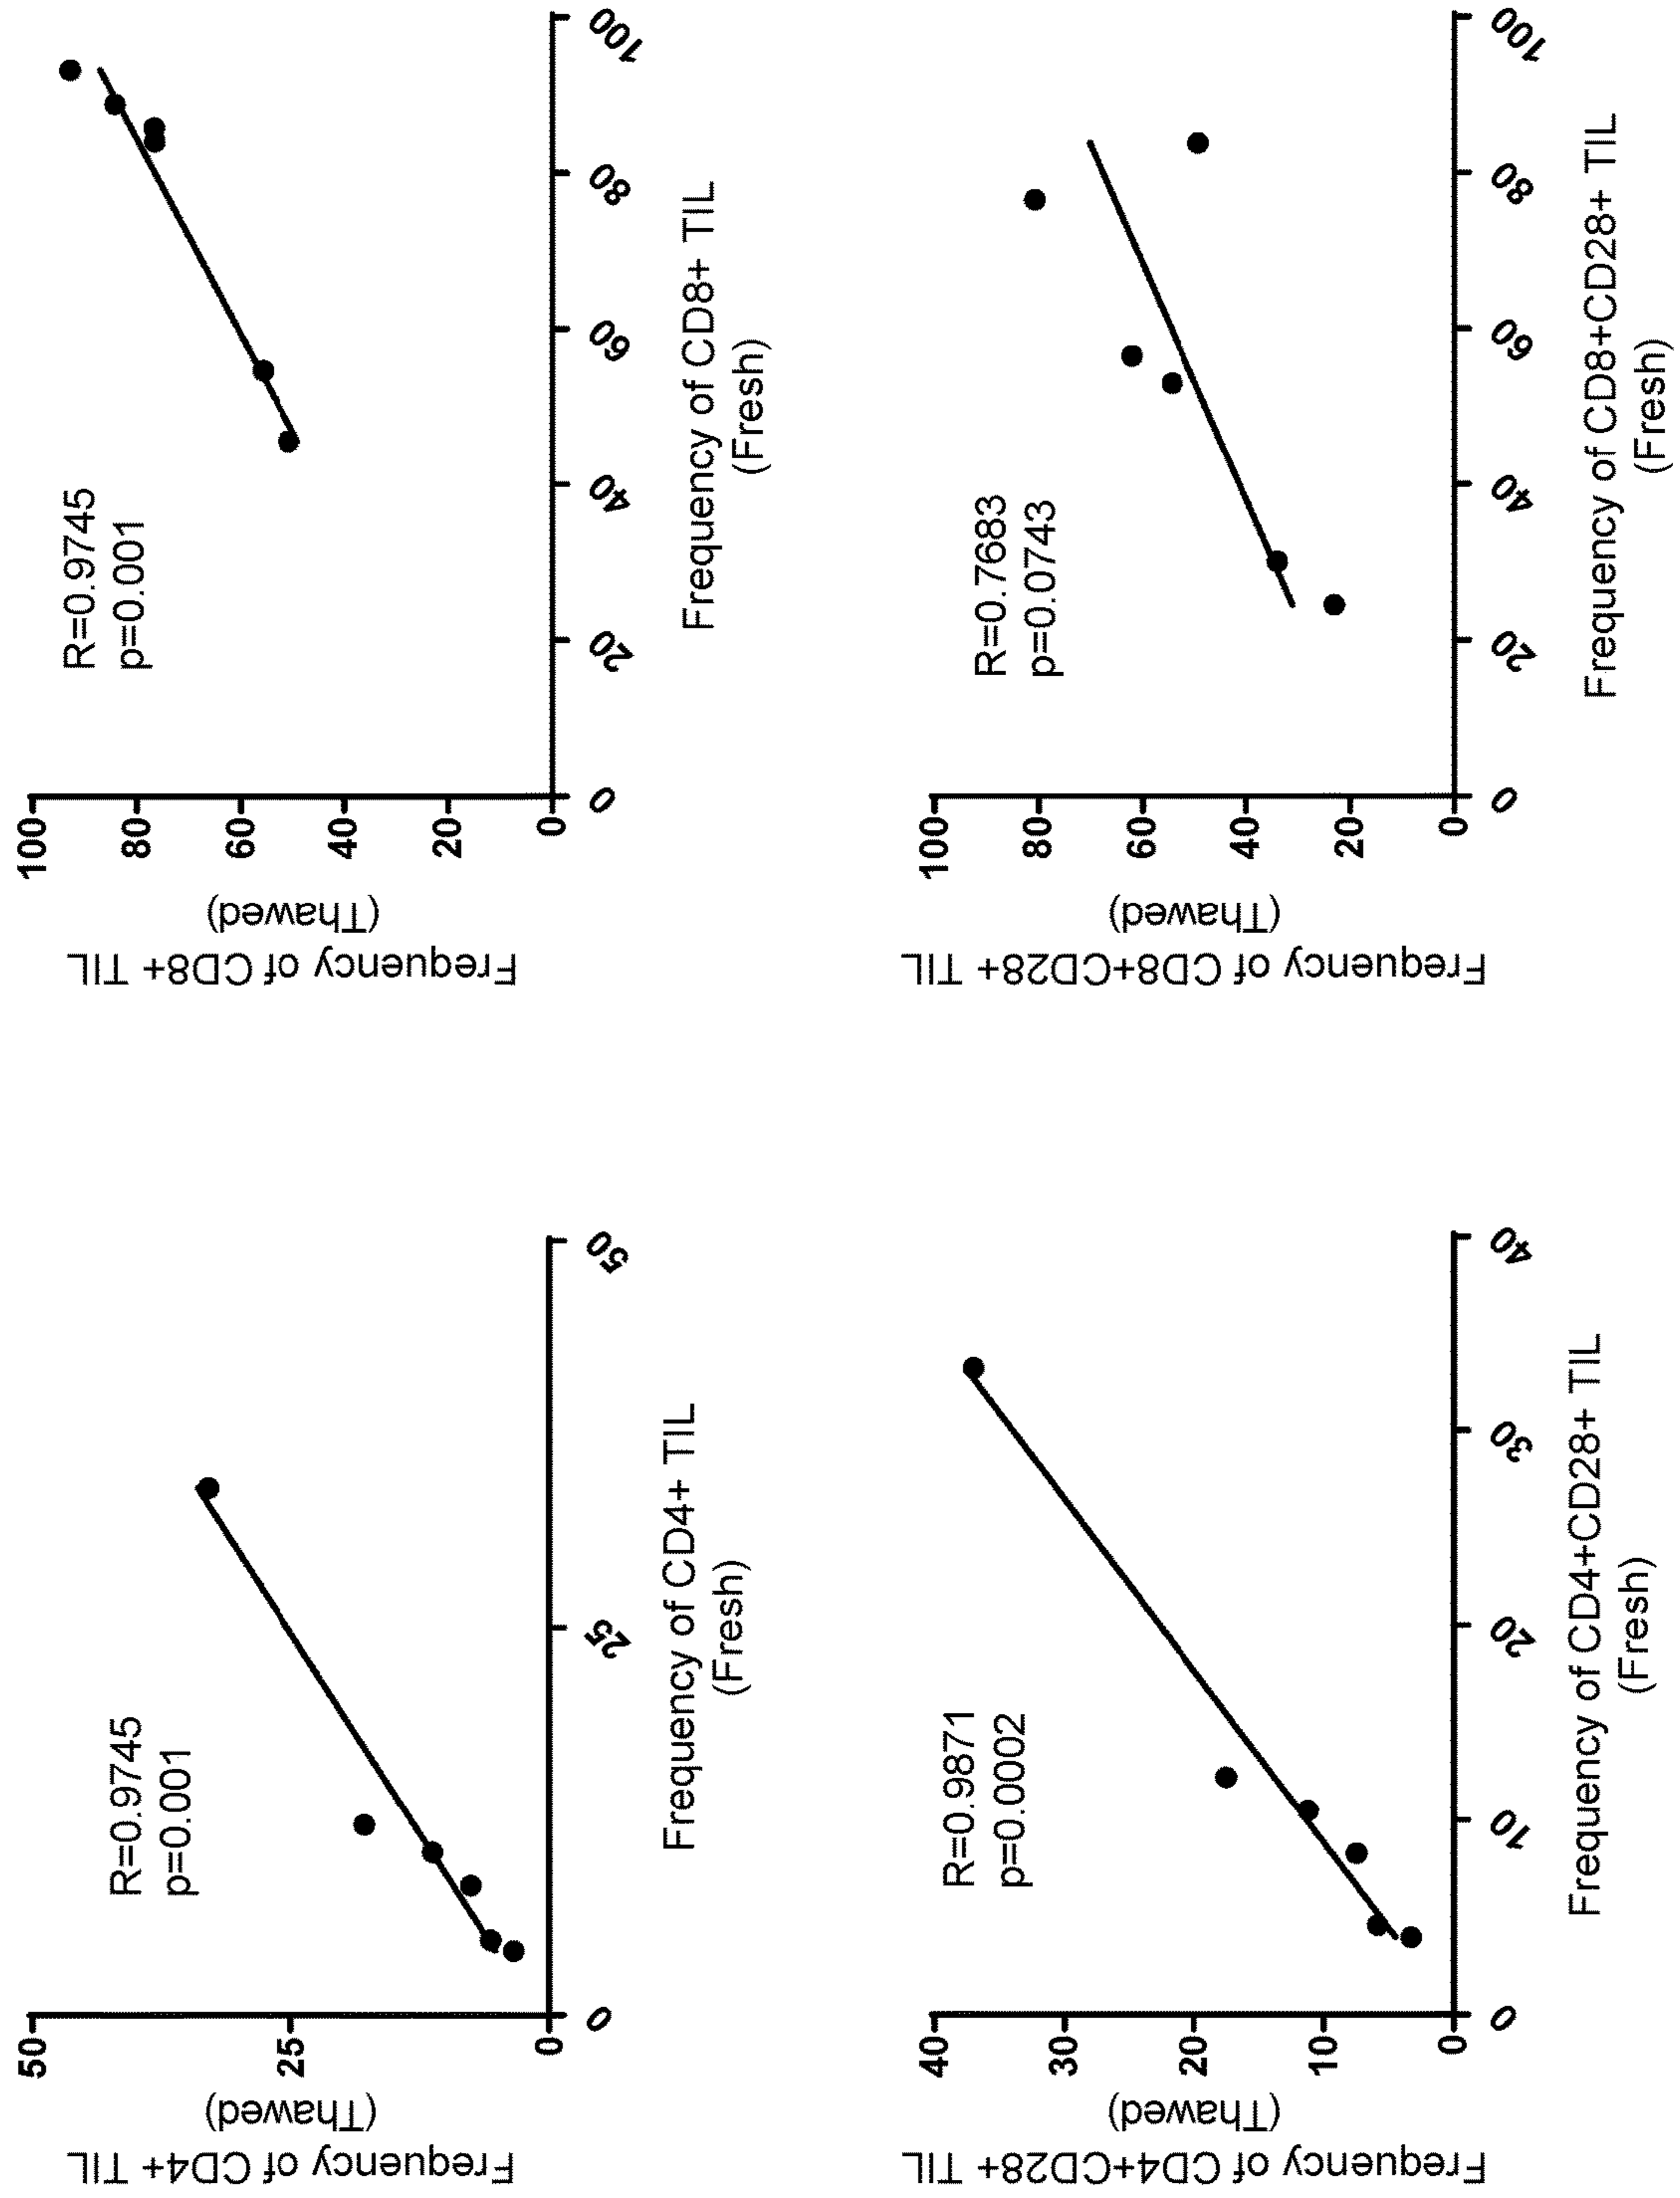 50
25
0
Frequency of CD4+ TIL
(Thawed)
R=0.9745
p=0.001
0
25
50
Frequency of CD4+ TIL
(Fresh)
100
80
60
40
20
0
Frequency of CD8+ TIL
(Thawed)
R=0.9745
p=0.001
0
20
40
60
80
100
Frequency of CD8+ TIL
(Fresh)
40
30
20
10
0
Frequency of CD4+CD28+ TIL
(Thawed)
R=0.9871
p=0.0002
0
10
20
30
40
Frequency of CD4+CD28+ TIL
(Fresh)
100
80
60
40
20
0
Frequency of CD8+CD28+ TIL
(Thawed)
R=0.7683
p=0.0743
0
20
40
60
80
100
Frequency of CD8+CD28+ TIL
(Fresh)